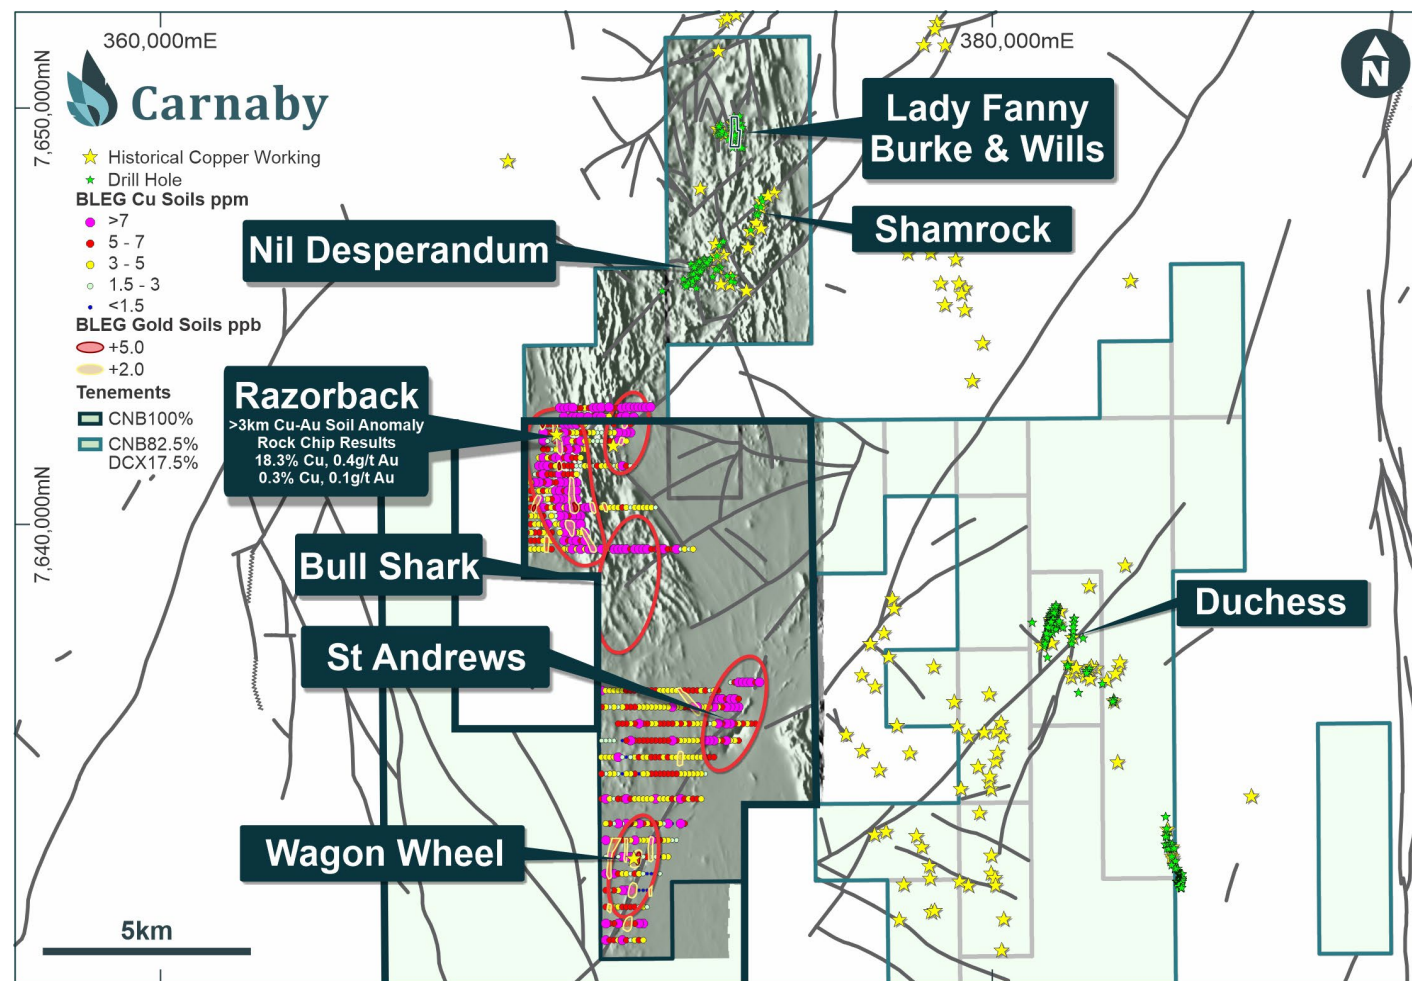 360,000mE
380,000mE
7,650,000mN
7,640,000mN
N
Carnaby
Historical Copper Working
Drill Hole
BLEG Cu Soils ppm
>7
5 - 7
3 - 5
1.5 - 3
<1.5
BLEG Gold Soils ppb
+5.0
+2.0
Tenements
CNB100%
CNB82.5%
DCX17.5%
Lady Fanny
Burke & Wills
Shamrock
Nil Desperandum
Razorback
>3km Cu-Au Soil Anomaly
Rock Chip Results
18.3% Cu, 0.4g/t Au
0.3% Cu, 0.1g/t Au
Bull Shark
St Andrews
Duchess
Wagon Wheel
5km